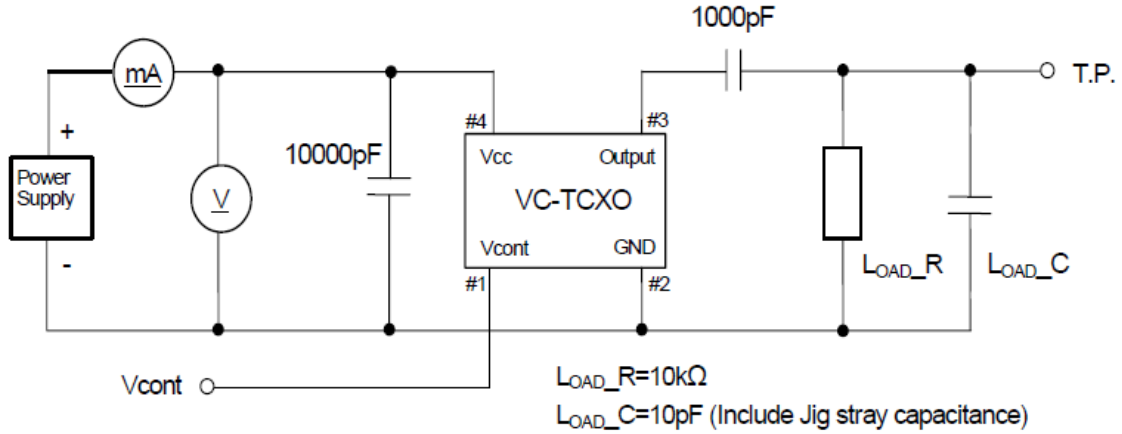 1000pF
mA
T.P.
+
#4
#3
10000pF
Vcc
Output
Power
Supply
V
VC-TCXO
Vcont
GND
-
#1
#2
LOAD_R
LOAD_C
Vcont
LOAD_R=10kΩ
LOAD_C=10pF (Include Jig stray capacitance)